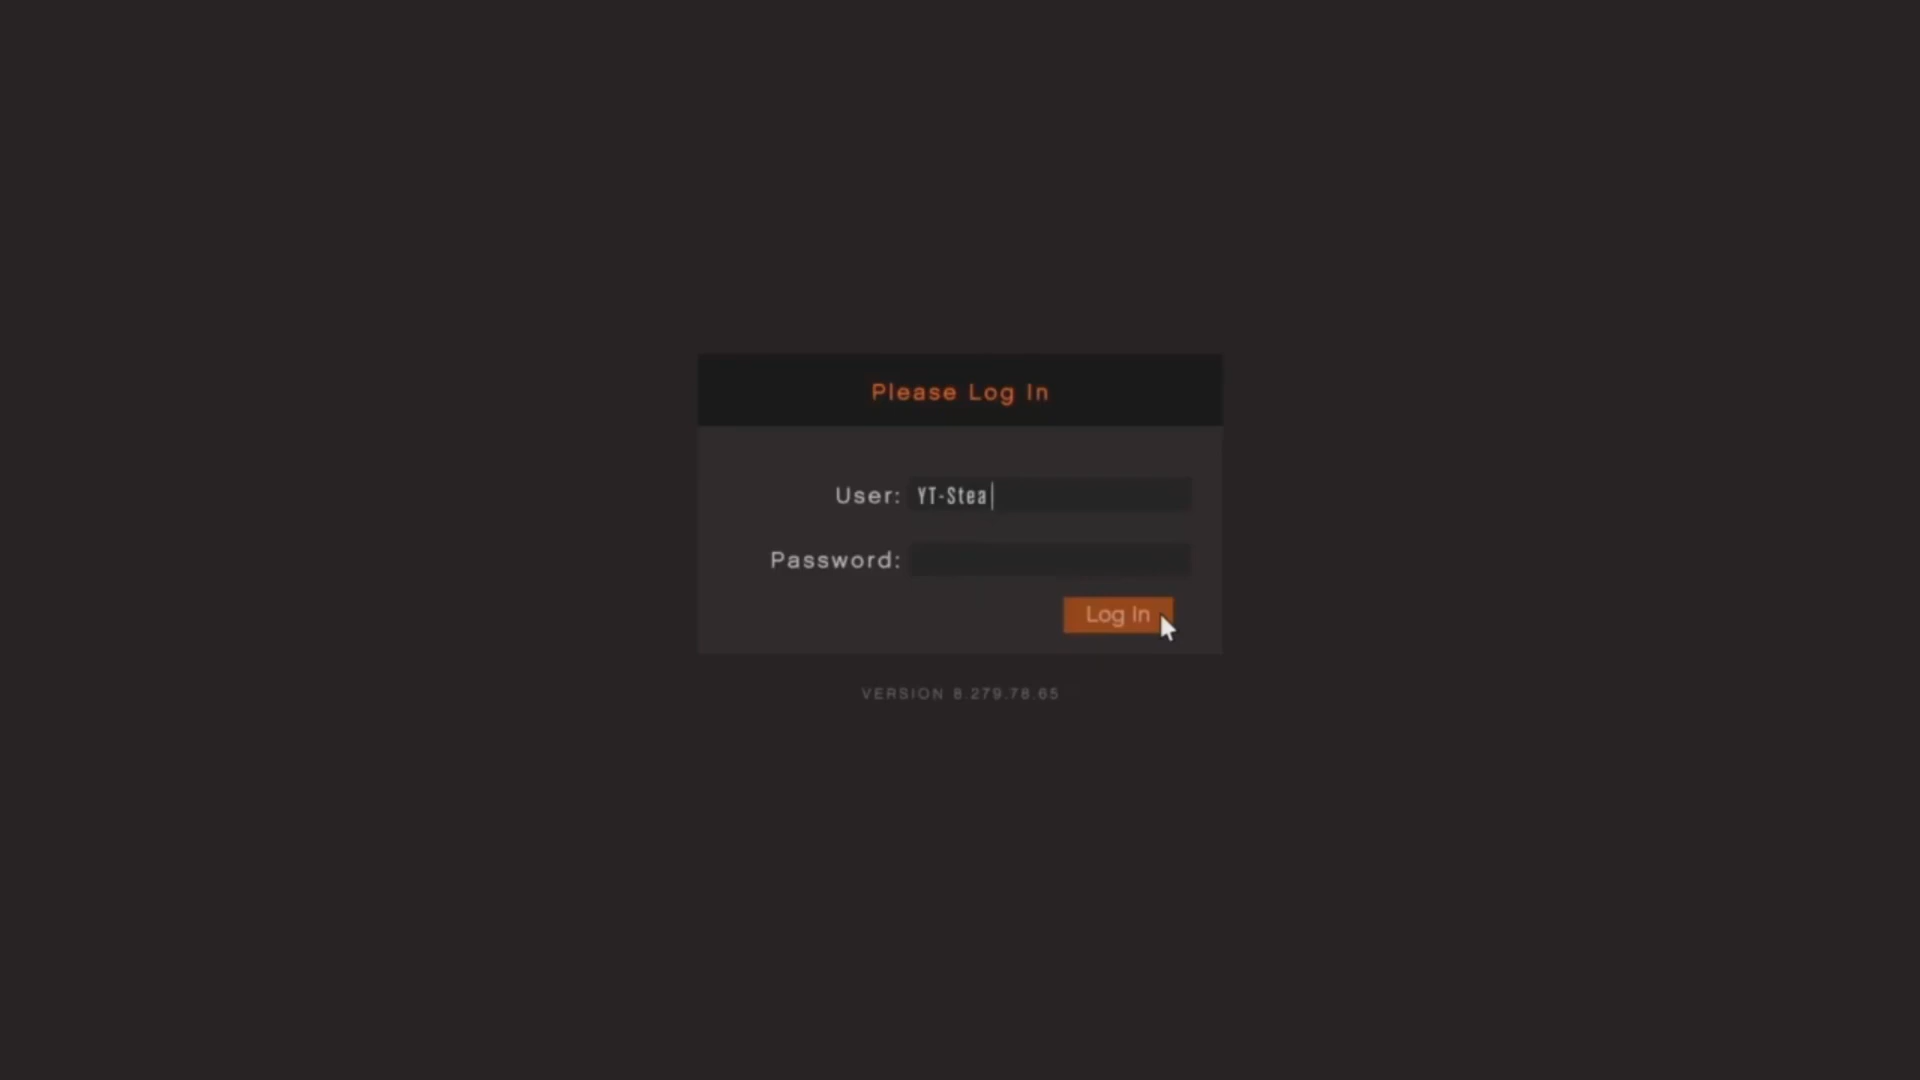 Please Log In
User: YT-Stea
Password:
Log In
VERSION 8.279.78.65